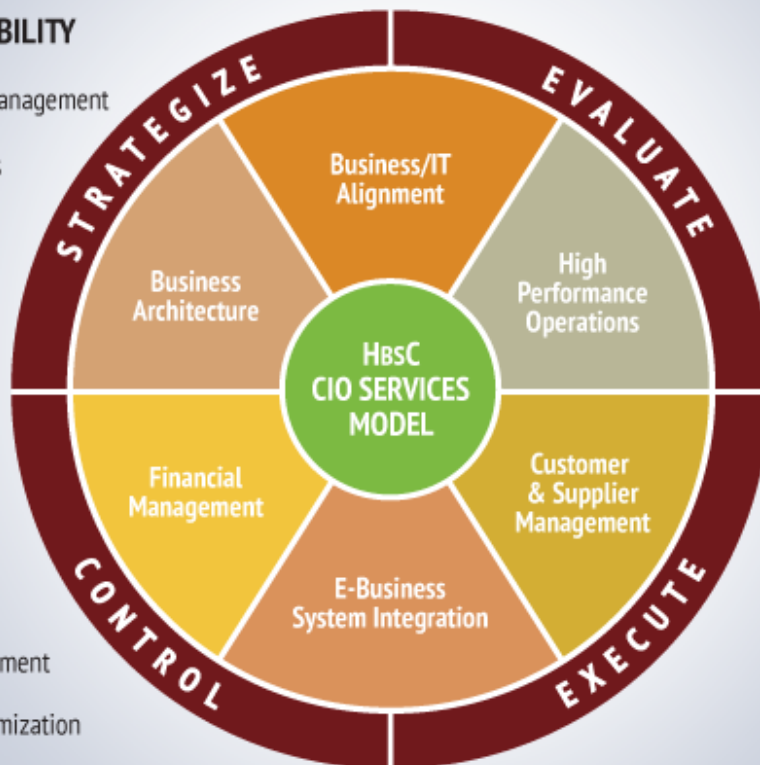 BILITY
anagement
s
STRATEGIZE
EVALUATE
Business/IT
Alignment
Business
Architecture
High
Performance
Operations
HBSC
CIO SERVICES
MODEL
Financial
Management
Customer
& Supplier
Management
E-Business
System Integration
CONTROL
EXECUTE
ment
mization